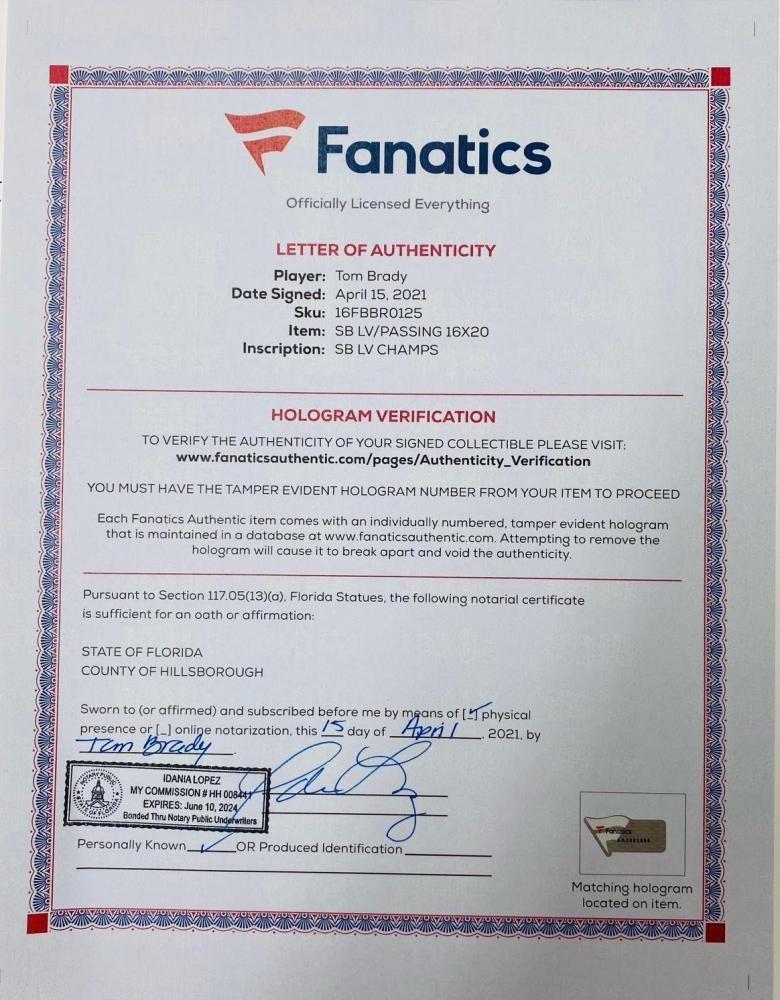 Fanatics
Officially Licensed Everything
LETTER OF AUTHENTICITY
Player: Tom Brady
Date Signed: April 15, 2021
Sku: 16FBBR0125
Item: SB LV/PASSING 16X20
Inscription: SB LV CHAMPS
HOLOGRAM VERIFICATION
TO VERIFY THE AUTHENTICITY OF YOUR SIGNED COLLECTIBLE PLEASE VISIT:
www.fanaticsauthentic.com/pages/Authenticity_Verification
YOU MUST HAVE THE TAMPER EVIDENT HOLOGRAM NUMBER FROM YOUR ITEM TO PROCEED
Each Fanatics Authentic item comes with an individually numbered, tamper evident hologram
that is maintained in a database at www.fanaticsauthentic.com. Attempting to remove the
hologram will cause it to break apart and void the authenticity.
Pursuant to Section 117.05(13)(a), Florida Statues, the following notarial certificate
is sufficient for an oath or affirmation:
STATE OF FLORIDA
COUNTY OF HILLSBOROUGH
Sworn to (or affirmed) and subscribed before me by means of [✓] physical
presence or [_] online notarization, this 15 day of April, 2021, by
Tom Brady
NOTARY PUBLIC
IDANIA LOPEZ
MY COMMISSION # HH 008441
EXPIRES: June 10, 2024
Bonded Thru Notary Public Underwriters
Personally Known ✓ OR Produced Identification
Fanatics
Matching hologram
located on item.